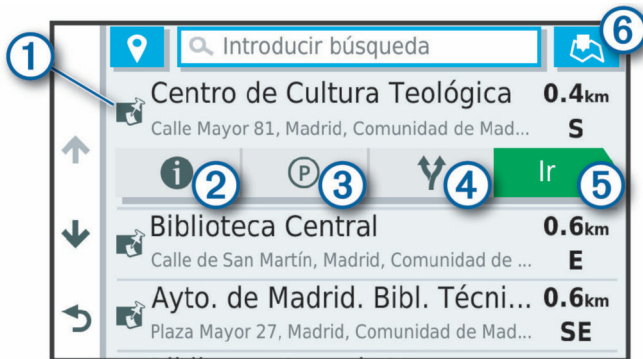 Introducir búsqueda
6
1
Centro de Cultura Teológica 0.4km
Calle Mayor 81, Madrid, Comunidad de Mad... S
2 P 3 4 Ir 5
Biblioteca Central 0.6km
Calle de San Martín, Madrid, Comunidad de ... E
Ayto. de Madrid. Bibl. Técni... 0.6km
Plaza Mayor 27, Madrid, Comunidad de Mad... SE